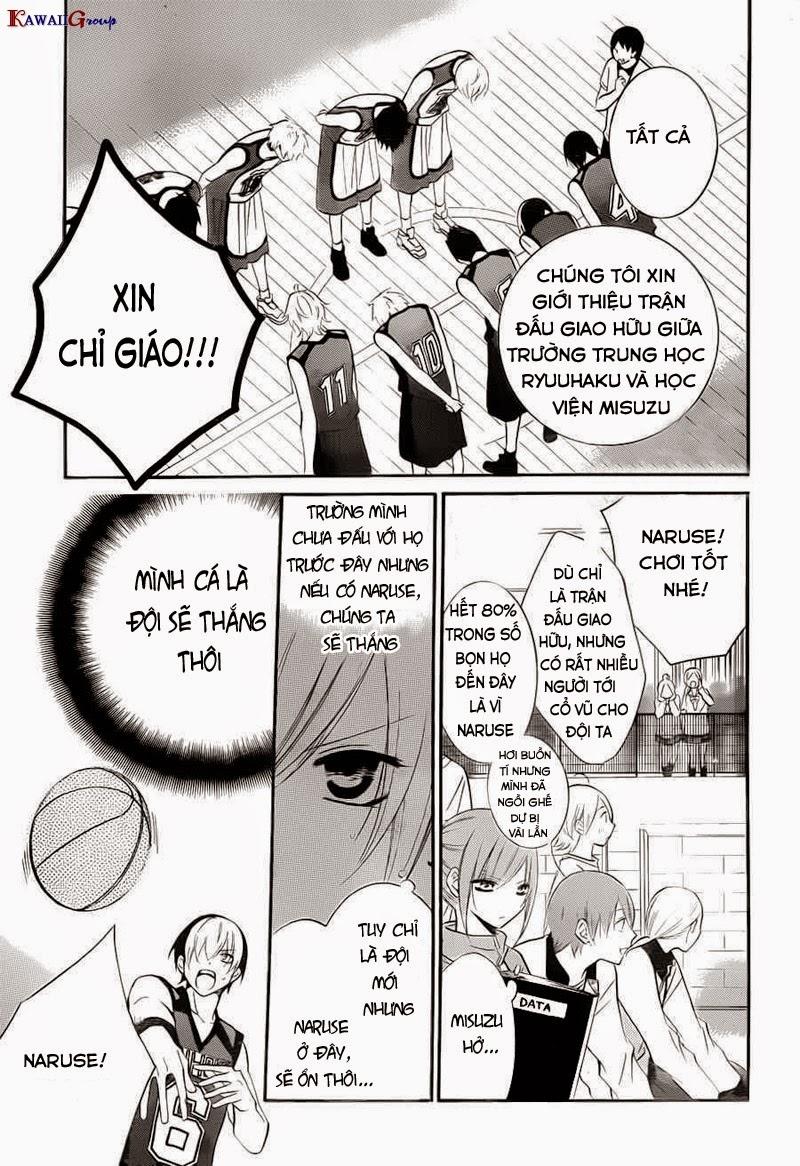 KAWAII Group
TẤT CẢ
CHÚNG TÔI XIN
GIỚI THIỆU TRẬN
ĐẤU GIAO HỮU GIỮA
TRƯỜNG TRUNG HỌC
RYUUHAKU VÀ HỌC
VIỆN MISUZU
XIN
CHỈ GIÁO!!!
4
10
11
NARUSE!
CHƠI TỐT
NHÉ!
DÙ CHỈ
LÀ TRẬN
ĐẤU GIAO
HỮU, NHƯNG
CÓ RẤT NHIỀU
NGƯỜI TỚI
CỔ VŨ CHO
ĐỘI TA
HẾT 80%
TRONG SỐ
BỌN HỌ
ĐẾN ĐÂY
LÀ VÌ
NARUSE
HƠI BUỒN
TÍ NHƯNG
MÌNH ĐÃ
NGỒI GHẾ
DỰ BỊ
VÀI LẦN
DATA
MISUZU
HỞ...
TRƯỜNG MÌNH
CHƯA ĐẤU VỚI HỌ
TRƯỚC ĐÂY NHƯNG
NẾU CÓ NARUSE,
CHÚNG TA
SẼ THẮNG
TUY CHỈ
LÀ ĐỘI
MỚI
NHƯNG
NARUSE
Ở ĐÂY,
SẼ ỔN THÔI...
MÌNH CÁ LÀ
ĐỘI SẼ THẮNG
THÔI
NARUSE!
6